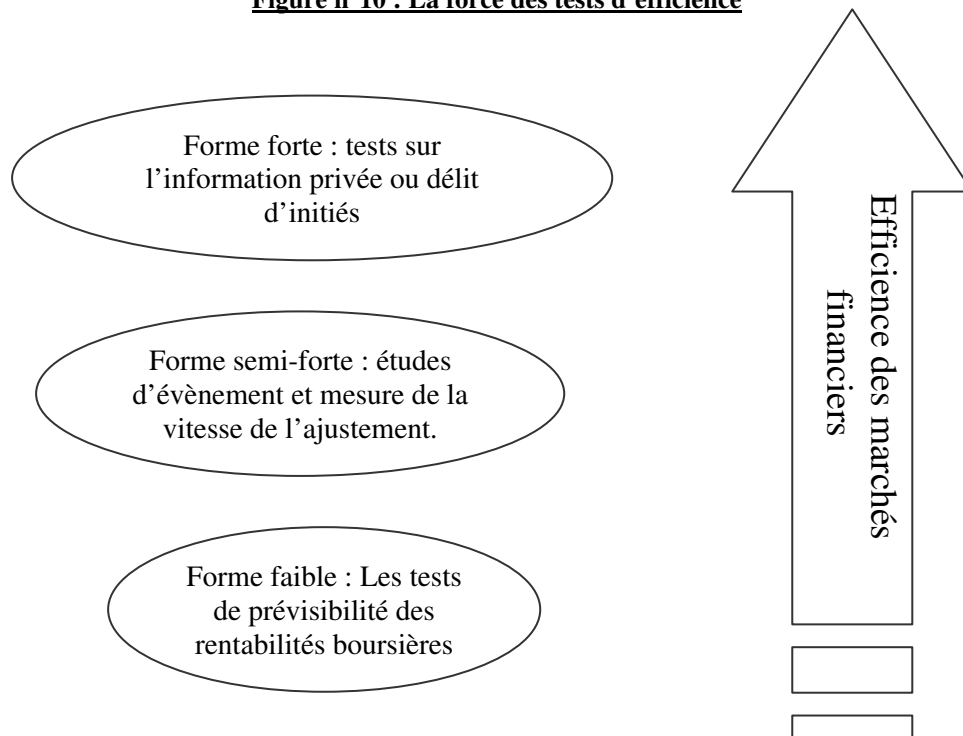 Figure n°10 : La force des tests d'efficience
Forme forte : tests sur
l'information privée ou délit
d'initiés
Forme semi-forte : études
d'évènement et mesure de la
vitesse de l'ajustement.
Forme faible : Les tests
de prévisibilité des
rentabilités boursières
Efficience des marchés
financiers